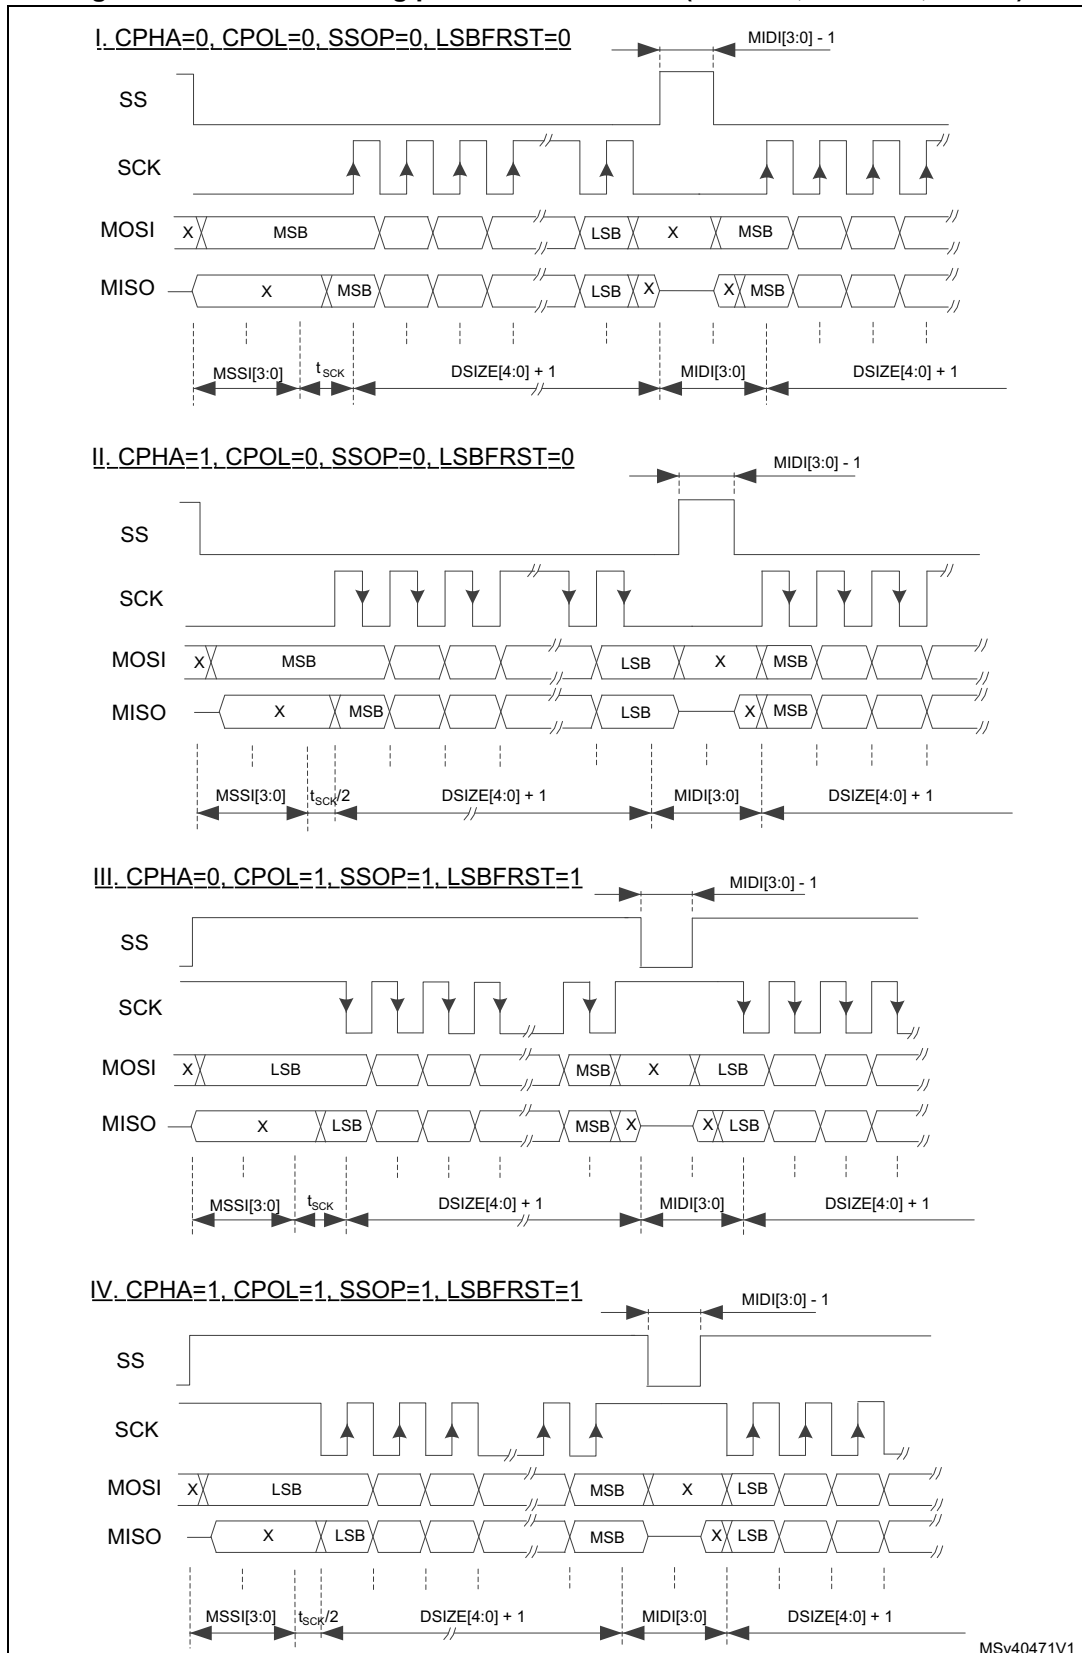 I. CPHA=0, CPOL=0, SSOP=0, LSBFRST=0
MIDI[3:0] - 1
SS
SCK
MOSI X MSB LSB X MSB
MISO X MSB LSB X X MSB
MSSI[3:0] tSCK DSIZE[4:0] + 1 MIDI[3:0] DSIZE[4:0] + 1
II. CPHA=1, CPOL=0, SSOP=0, LSBFRST=0
MIDI[3:0] - 1
SS
SCK
MOSI X MSB LSB X MSB
MISO X MSB LSB X MSB
MSSI[3:0] tSCK/2 DSIZE[4:0] + 1 MIDI[3:0] DSIZE[4:0] + 1
III. CPHA=0, CPOL=1, SSOP=1, LSBFRST=1
MIDI[3:0] - 1
SS
SCK
MOSI X LSB MSB X LSB
MISO X LSB MSB X X LSB
MSSI[3:0] tSCK DSIZE[4:0] + 1 MIDI[3:0] DSIZE[4:0] + 1
IV. CPHA=1, CPOL=1, SSOP=1, LSBFRST=1
MIDI[3:0] - 1
SS
SCK
MOSI X LSB MSB X LSB
MISO X LSB MSB X LSB
MSSI[3:0] tSCK/2 DSIZE[4:0] + 1 MIDI[3:0] DSIZE[4:0] + 1
MSv40471V1